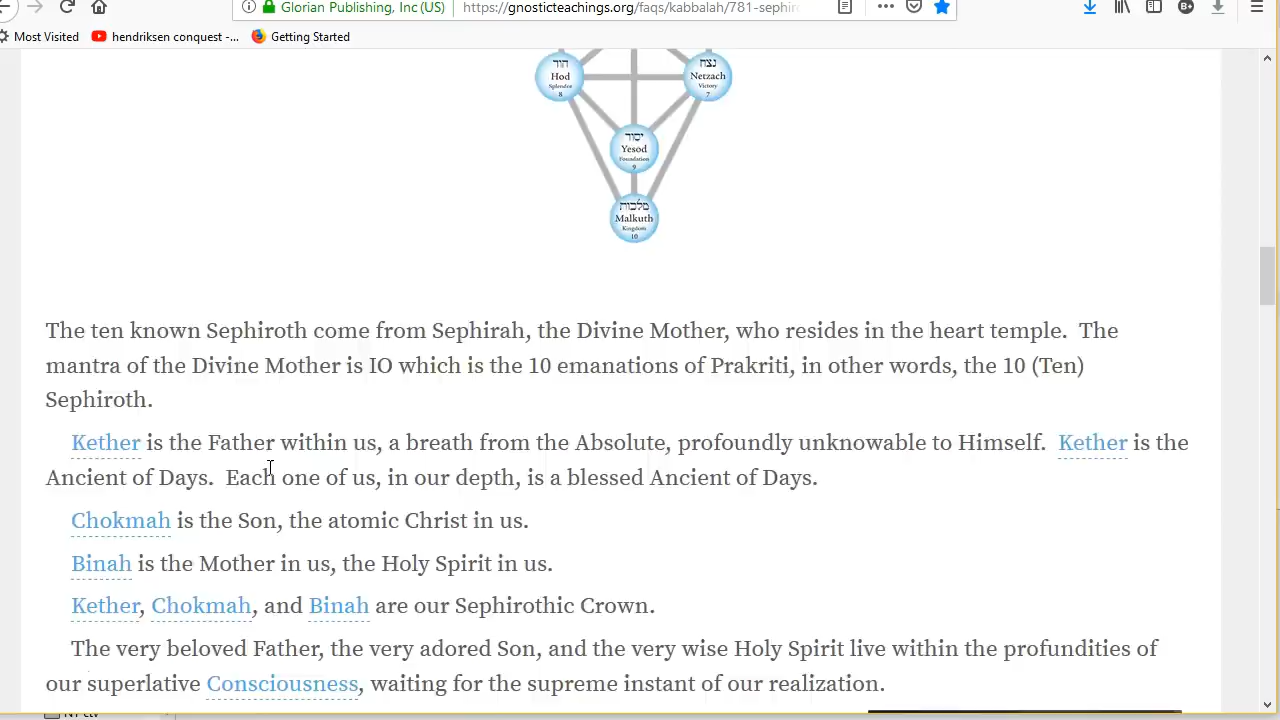 Glorian Publishing, Inc (US) https://gnosticteachings.org/faqs/kabbalah/781-sephir
Most Visited hendriksen conquest -... Getting Started
הוד
Hod
Splendor
8
נצח
Netzach
Victory
7
יסוד
Yesod
Foundation
9
מלכות
Malkuth
Kingdom
10
The ten known Sephiroth come from Sephirah, the Divine Mother, who resides in the heart temple. The
mantra of the Divine Mother is IO which is the 10 emanations of Prakriti, in other words, the 10 (Ten)
Sephiroth.
Kether is the Father within us, a breath from the Absolute, profoundly unknowable to Himself. Kether is the
Ancient of Days. Each one of us, in our depth, is a blessed Ancient of Days.
Chokmah is the Son, the atomic Christ in us.
Binah is the Mother in us, the Holy Spirit in us.
Kether, Chokmah, and Binah are our Sephirothic Crown.
The very beloved Father, the very adored Son, and the very wise Holy Spirit live within the profundities of
our superlative Consciousness, waiting for the supreme instant of our realization.